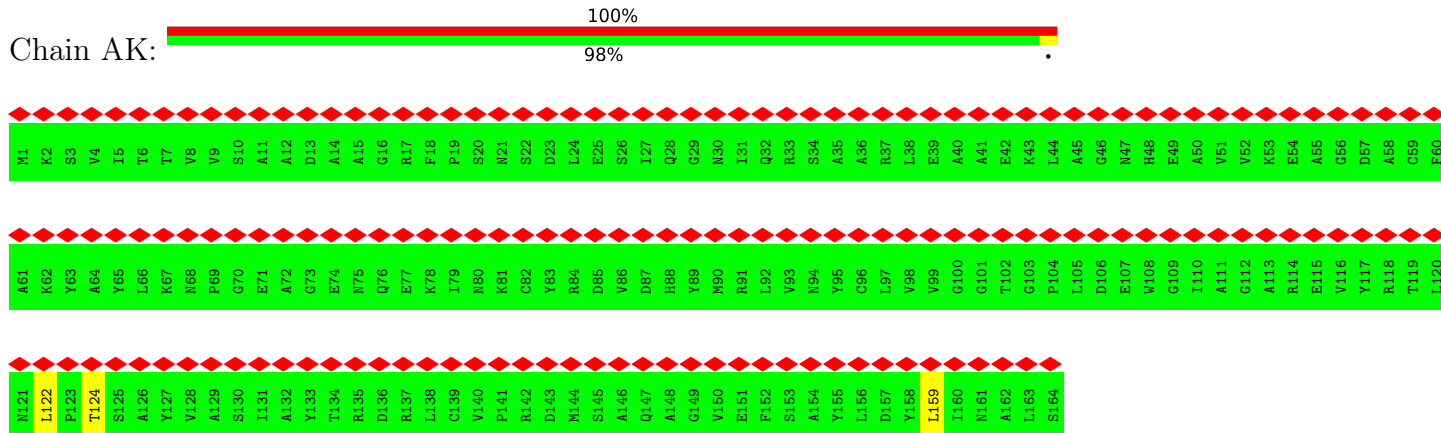 100%
Chain AK:
98% .
M1 K2 S3 V4 I5 T6 T7 V8 V9 S10 A11 A12 D13 A14 A15 G16 R17 F18 P19 S20 N21 S22 D23 L24 E25 S26 I27 Q28 G29 N30 I31 Q32 R33 S34 A35 A36 R37 L38 E39 A40 A41 E42 K43 L44 A45 G46 N47 H48 E49 A50 V51 V52 K53 E54 A55 G56 D57 A58 C59 F60
A61 K62 Y63 A64 Y65 L66 K67 N68 P69 G70 E71 A72 G73 E74 N75 Q76 E77 K78 I79 N80 K81 C82 Y83 R84 D85 V86 D87 H88 Y89 M90 R91 L92 V93 N94 Y95 C96 L97 V98 V99 G100 G101 T102 G103 P104 L105 D106 E107 W108 G109 I110 A111 G112 A113 R114 E115 V116 Y117 R118 T119 L120
N121 L122 P123 T124 S125 A126 Y127 V128 A129 S130 I131 A132 Y133 T134 R135 D136 R137 L138 C139 V140 P141 R142 D143 M144 S145 A146 Q147 A148 G149 V150 E151 F152 S153 A154 Y155 L156 D157 Y158 L159 I160 N161 A162 L163 S164